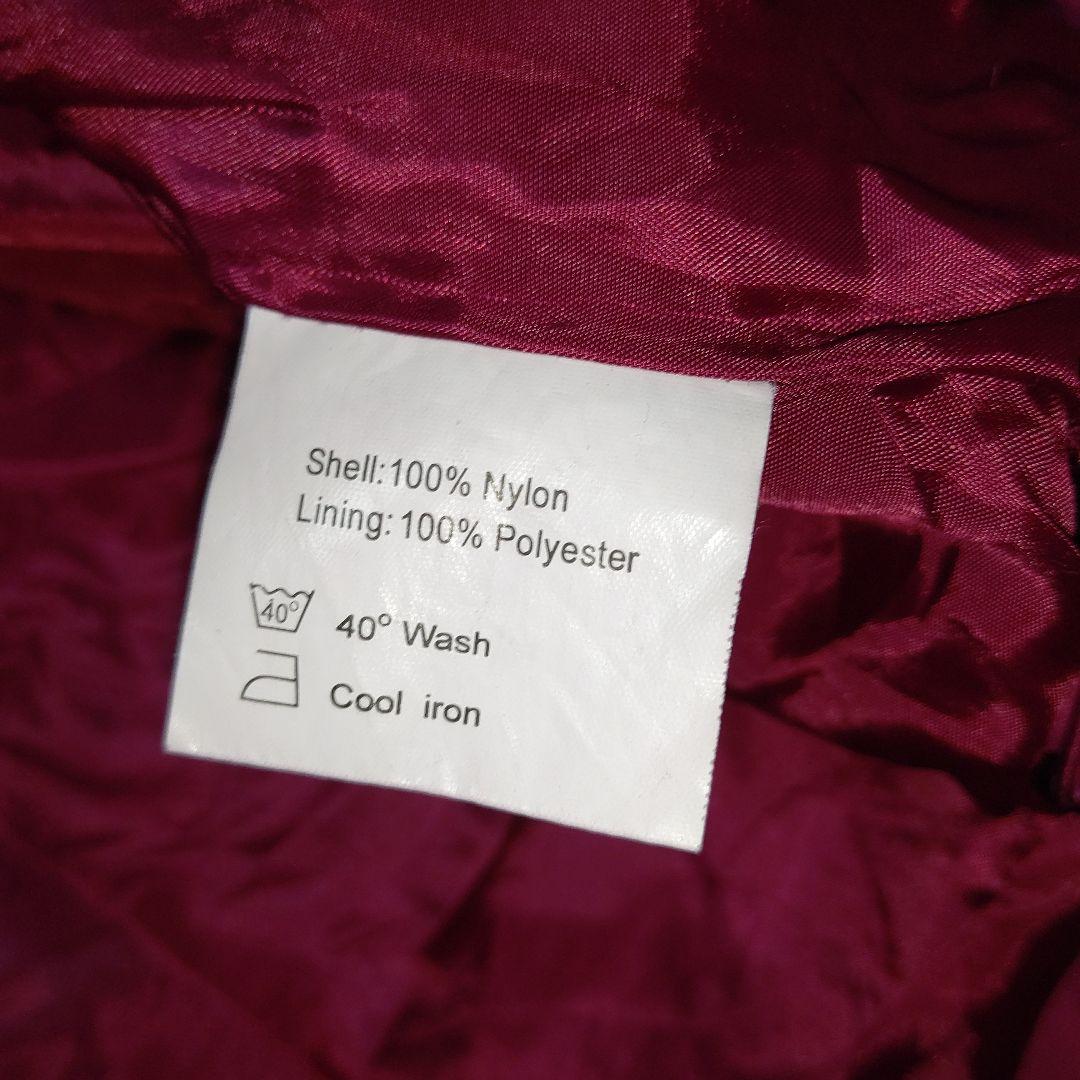 Shell:100% Nylon
Lining: 100% Polyester
40° 40° Wash
Cool iron